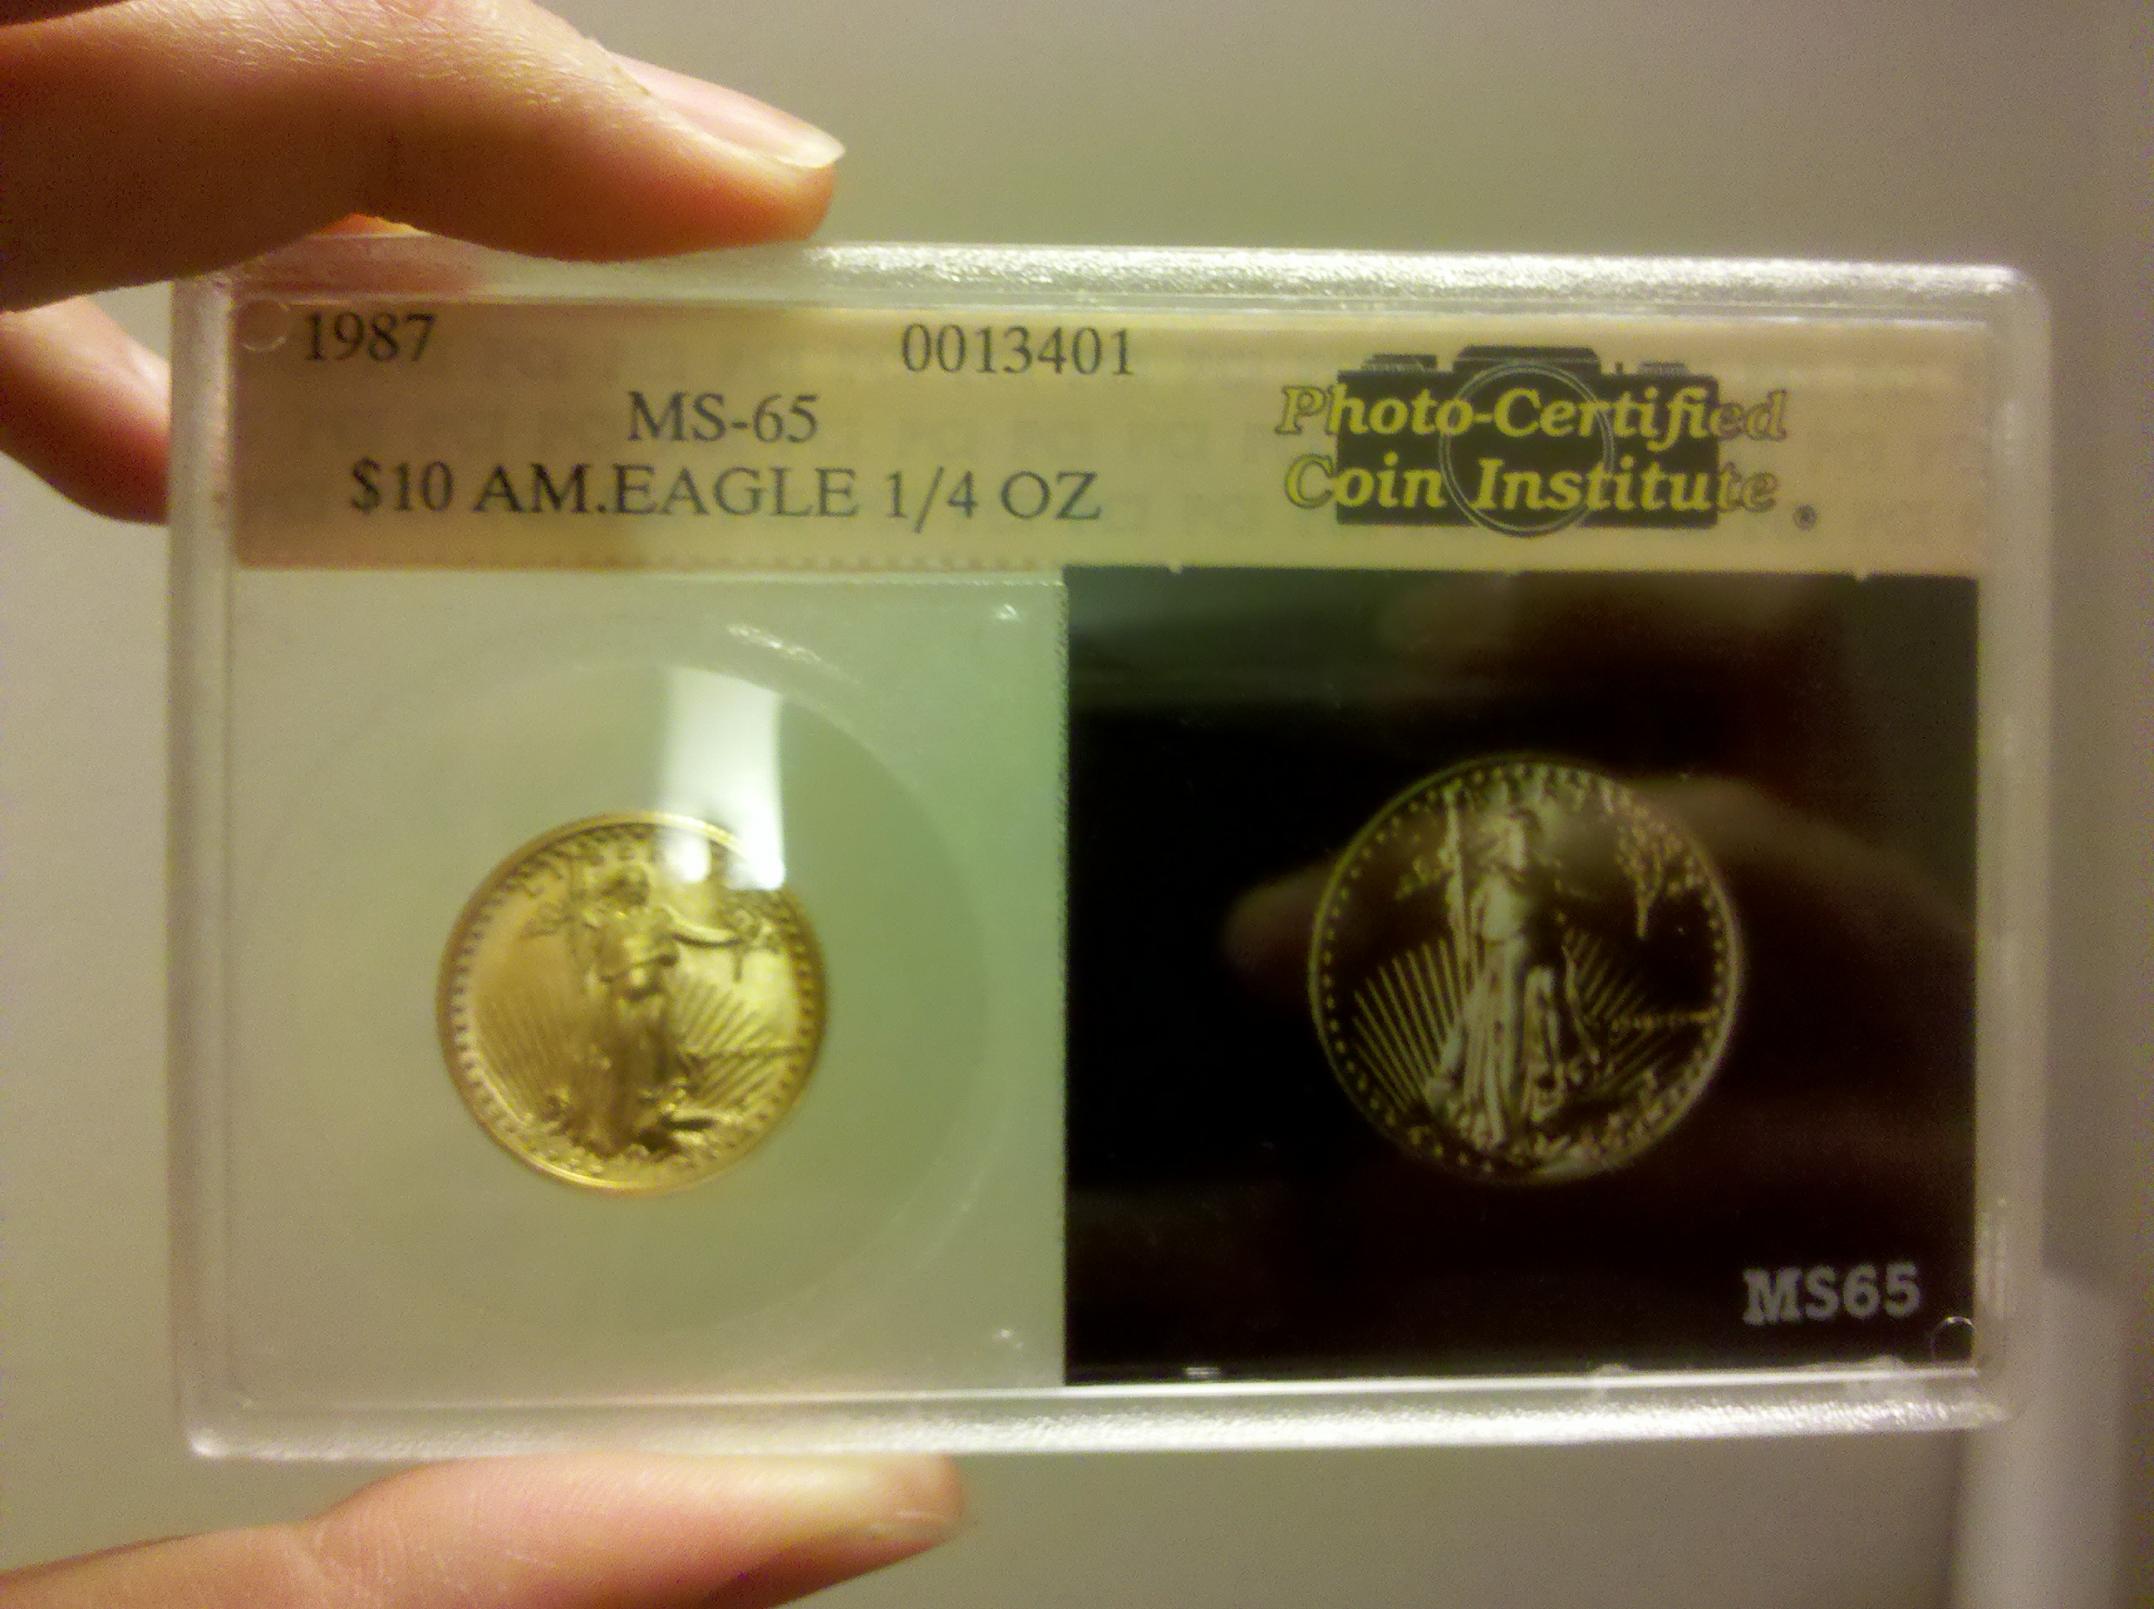 1987 0013401
MS-65
$10 AM.EAGLE 1/4 OZ
Photo-Certified
Coin Institute ®
MS65